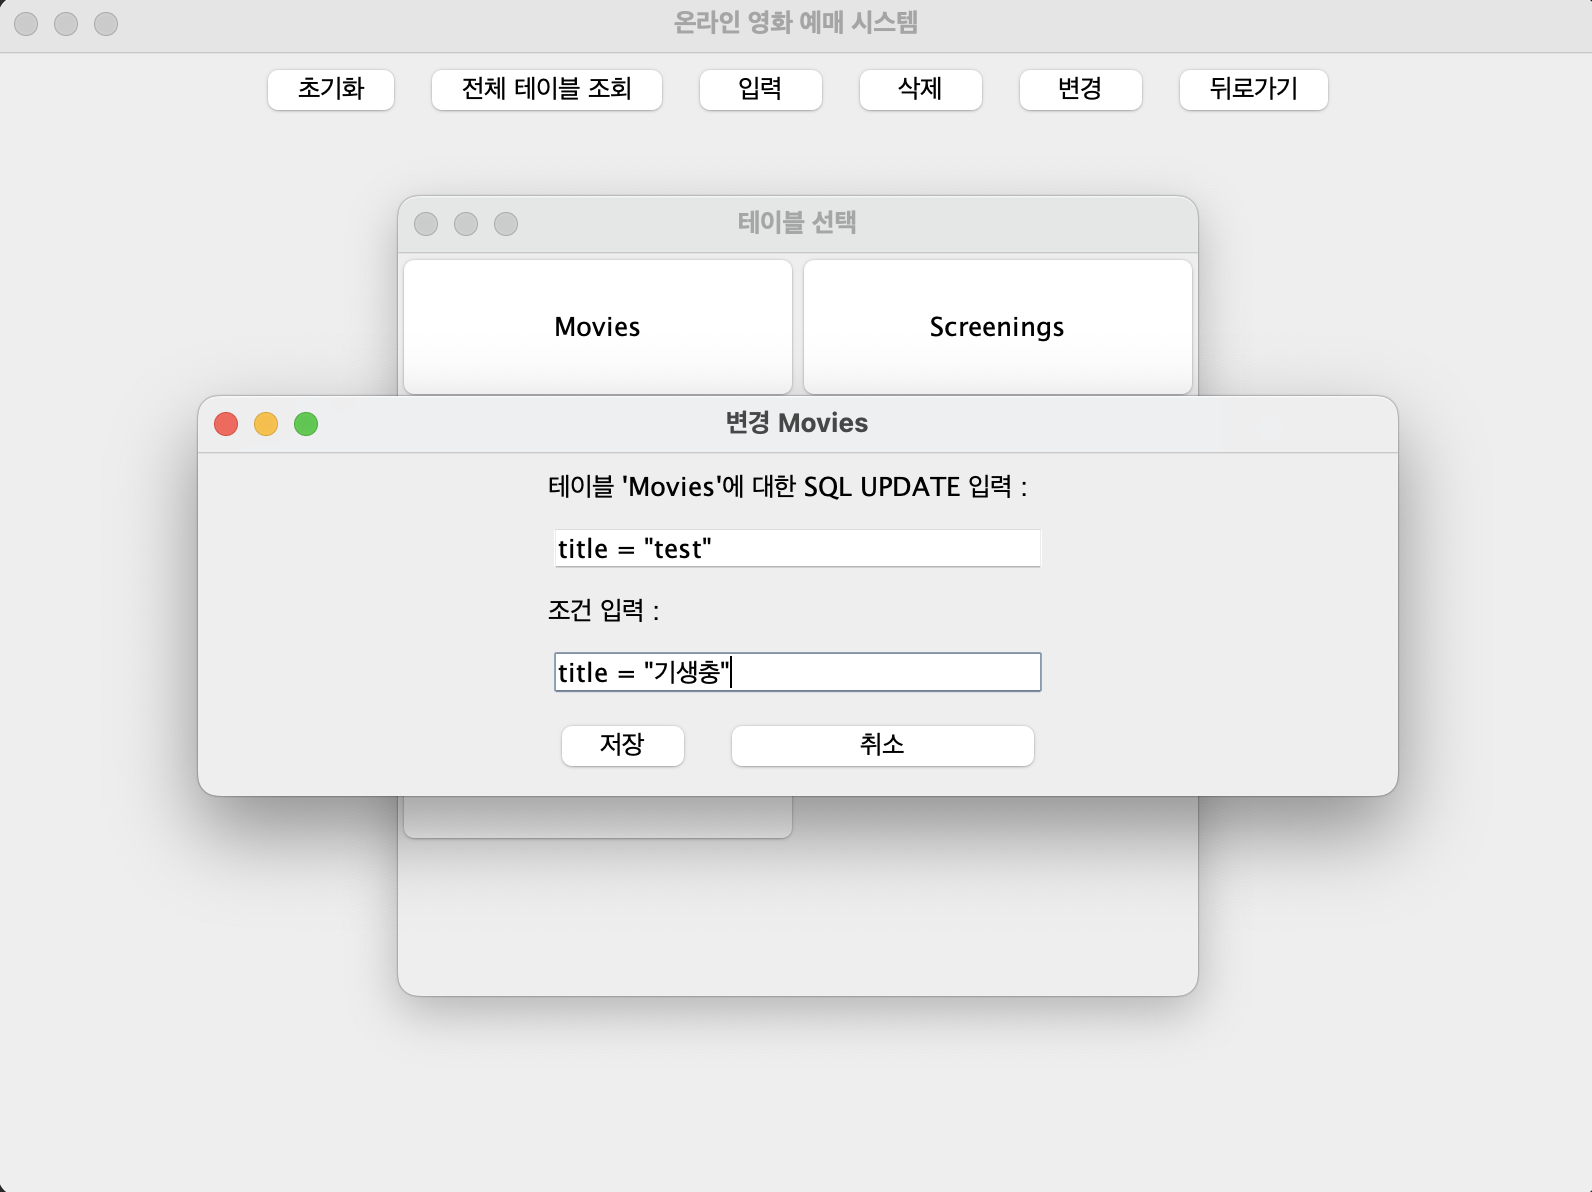 온라인 영화 예매 시스템
초기화 전체 테이블 조회 입력 삭제 변경 뒤로가기
테이블 선택
Movies Screenings
변경 Movies
테이블 'Movies'에 대한 SQL UPDATE 입력 :
title = "test"
조건 입력 :
title = "기생충"
저장 취소